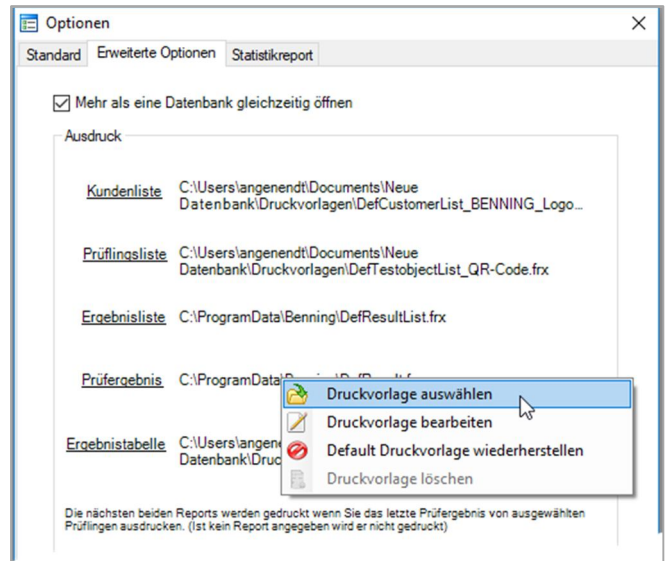 Optionen
Standard Erweiterte Optionen Statistikreport
Mehr als eine Datenbank gleichzeitig öffnen
Ausdruck
Kundenliste C:\Users\angenendt\Documents\Neue
Datenbank\Druckvorlagen\DefCustomerList_BENNING_Logo...
Prüflingsliste C:\Users\angenendt\Documents\Neue
Datenbank\Druckvorlagen\DefTestobjectList_QR-Code.frx
Ergebnisliste C:\ProgramData\Benning\DefResultList.frx
Prüfergebnis C:\ProgramData\
Druckvorlage auswählen
Druckvorlage bearbeiten
Ergebnistabelle C:\Users\angene
Default Druckvorlage wiederherstellen
Datenbank\Druc
Druckvorlage löschen
Die nächsten beiden Reports werden gedruckt wenn Sie das letzte Prüfergebnis von ausgewählten
Prüflingen ausdrucken. (Ist kein Report angegeben wird er nicht gedruckt)